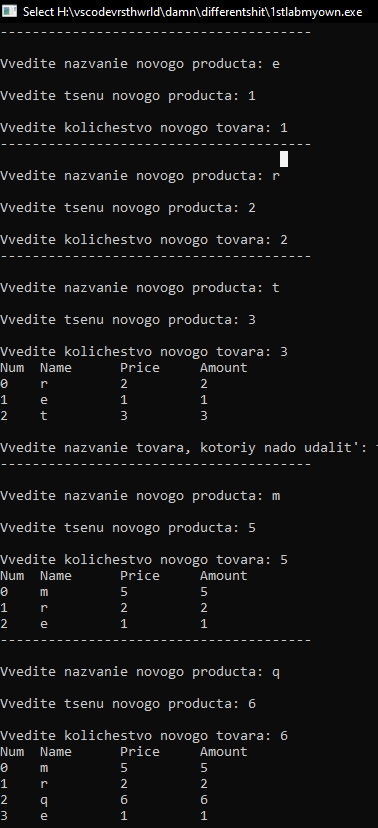 Select H:\vscodevrsthwrld\damn\differentshit\1stlabmyown.exe
---------------------------------------
Vvedite nazvanie novogo producta: e
Vvedite tsenu novogo producta: 1
Vvedite kolichestvo novogo tovara: 1
---------------------------------------
Vvedite nazvanie novogo producta: r
Vvedite tsenu novogo producta: 2
Vvedite kolichestvo novogo tovara: 2
---------------------------------------
Vvedite nazvanie novogo producta: t
Vvedite tsenu novogo producta: 3
Vvedite kolichestvo novogo tovara: 3
Num Name Price Amount
0 r 2 2
1 e 1 1
2 t 3 3
Vvedite nazvanie tovara, kotoriy nado udalit':
---------------------------------------
Vvedite nazvanie novogo producta: m
Vvedite tsenu novogo producta: 5
Vvedite kolichestvo novogo tovara: 5
Num Name Price Amount
0 m 5 5
1 r 2 2
2 e 1 1
---------------------------------------
Vvedite nazvanie novogo producta: q
Vvedite tsenu novogo producta: 6
Vvedite kolichestvo novogo tovara: 6
Num Name Price Amount
0 m 5 5
1 r 2 2
2 q 6 6
3 e 1 1